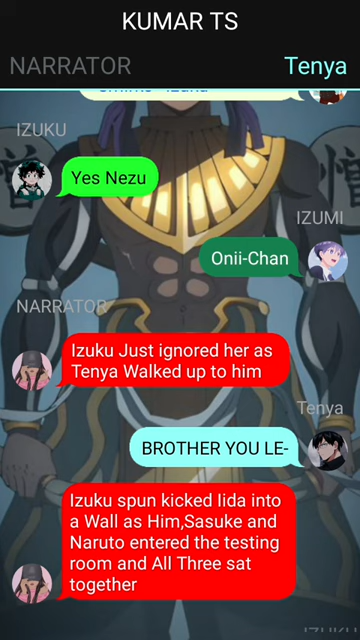 KUMAR TS
NARRATOR
Tenya
IZUKU
Yes Nezu
IZUMI
Onii-Chan
NARRATOR
Izuku Just ignored her as
Tenya Walked up to him
Tenya
BROTHER YOU LE-
Izuku spun kicked Iida into
a Wall as Him,Sasuke and
Naruto entered the testing
room and All Three sat
together
IZUKU